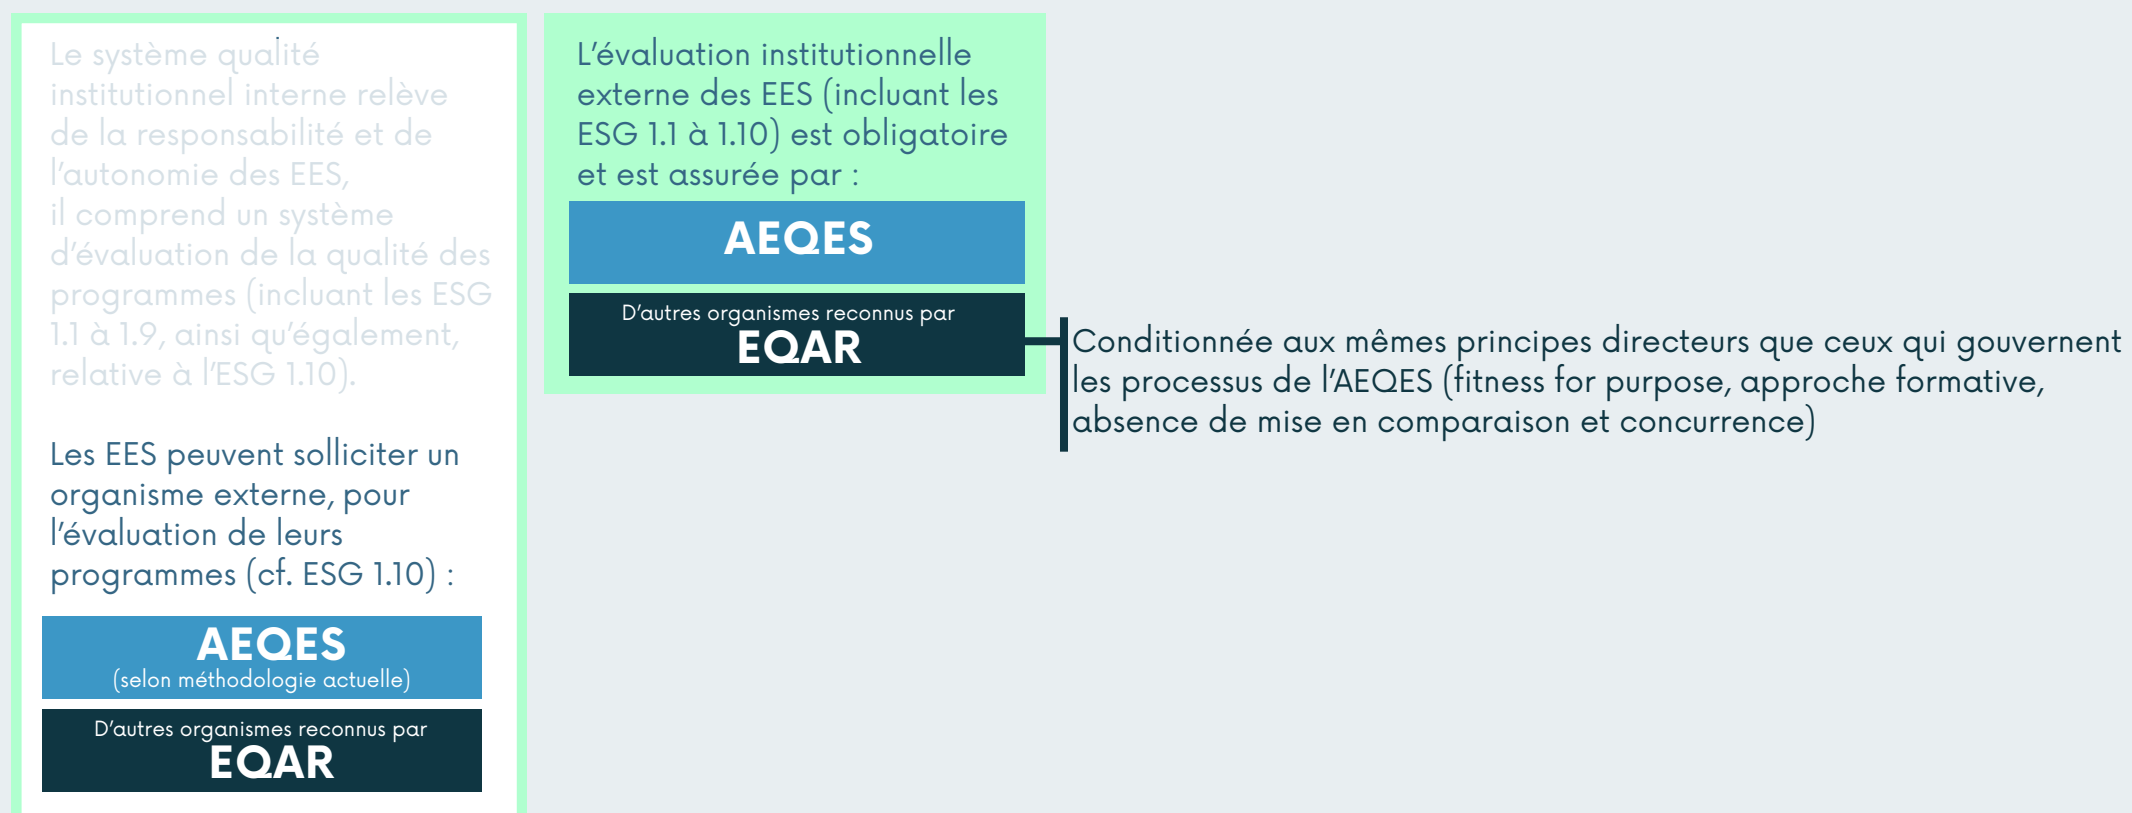 Le système qualité
institutionnel interne relève
de la responsabilité et de
l'autonomie des EES,
il comprend un système
d'évaluation de la qualité des
programmes (incluant les ESG
1.1 à 1.9, ainsi qu'également,
relative à l'ESG 1.10).
Les EES peuvent solliciter un
organisme externe, pour
l'évaluation de leurs
programmes (cf. ESG 1.10) :
AEQES
(selon méthodologie actuelle)
D'autres organismes reconnus par
EQAR
L'évaluation institutionnelle
externe des EES (incluant les
ESG 1.1 à 1.10) est obligatoire
et est assurée par :
AEQES
D'autres organismes reconnus par
EQAR
Conditionnée aux mêmes principes directeurs que ceux qui gouvernent
les processus de l'AEQES (fitness for purpose, approche formative,
absence de mise en comparaison et concurrence)